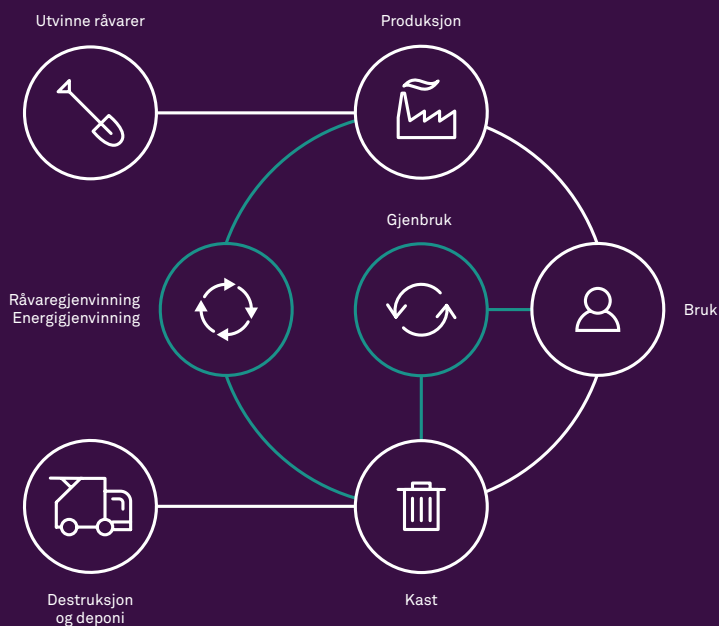 Utvinne råvarer
Produksjon
Gjenbruk
Råvaregjenvinning
Energigjenvinning
Bruk
Destruksjon
og deponi
Kast